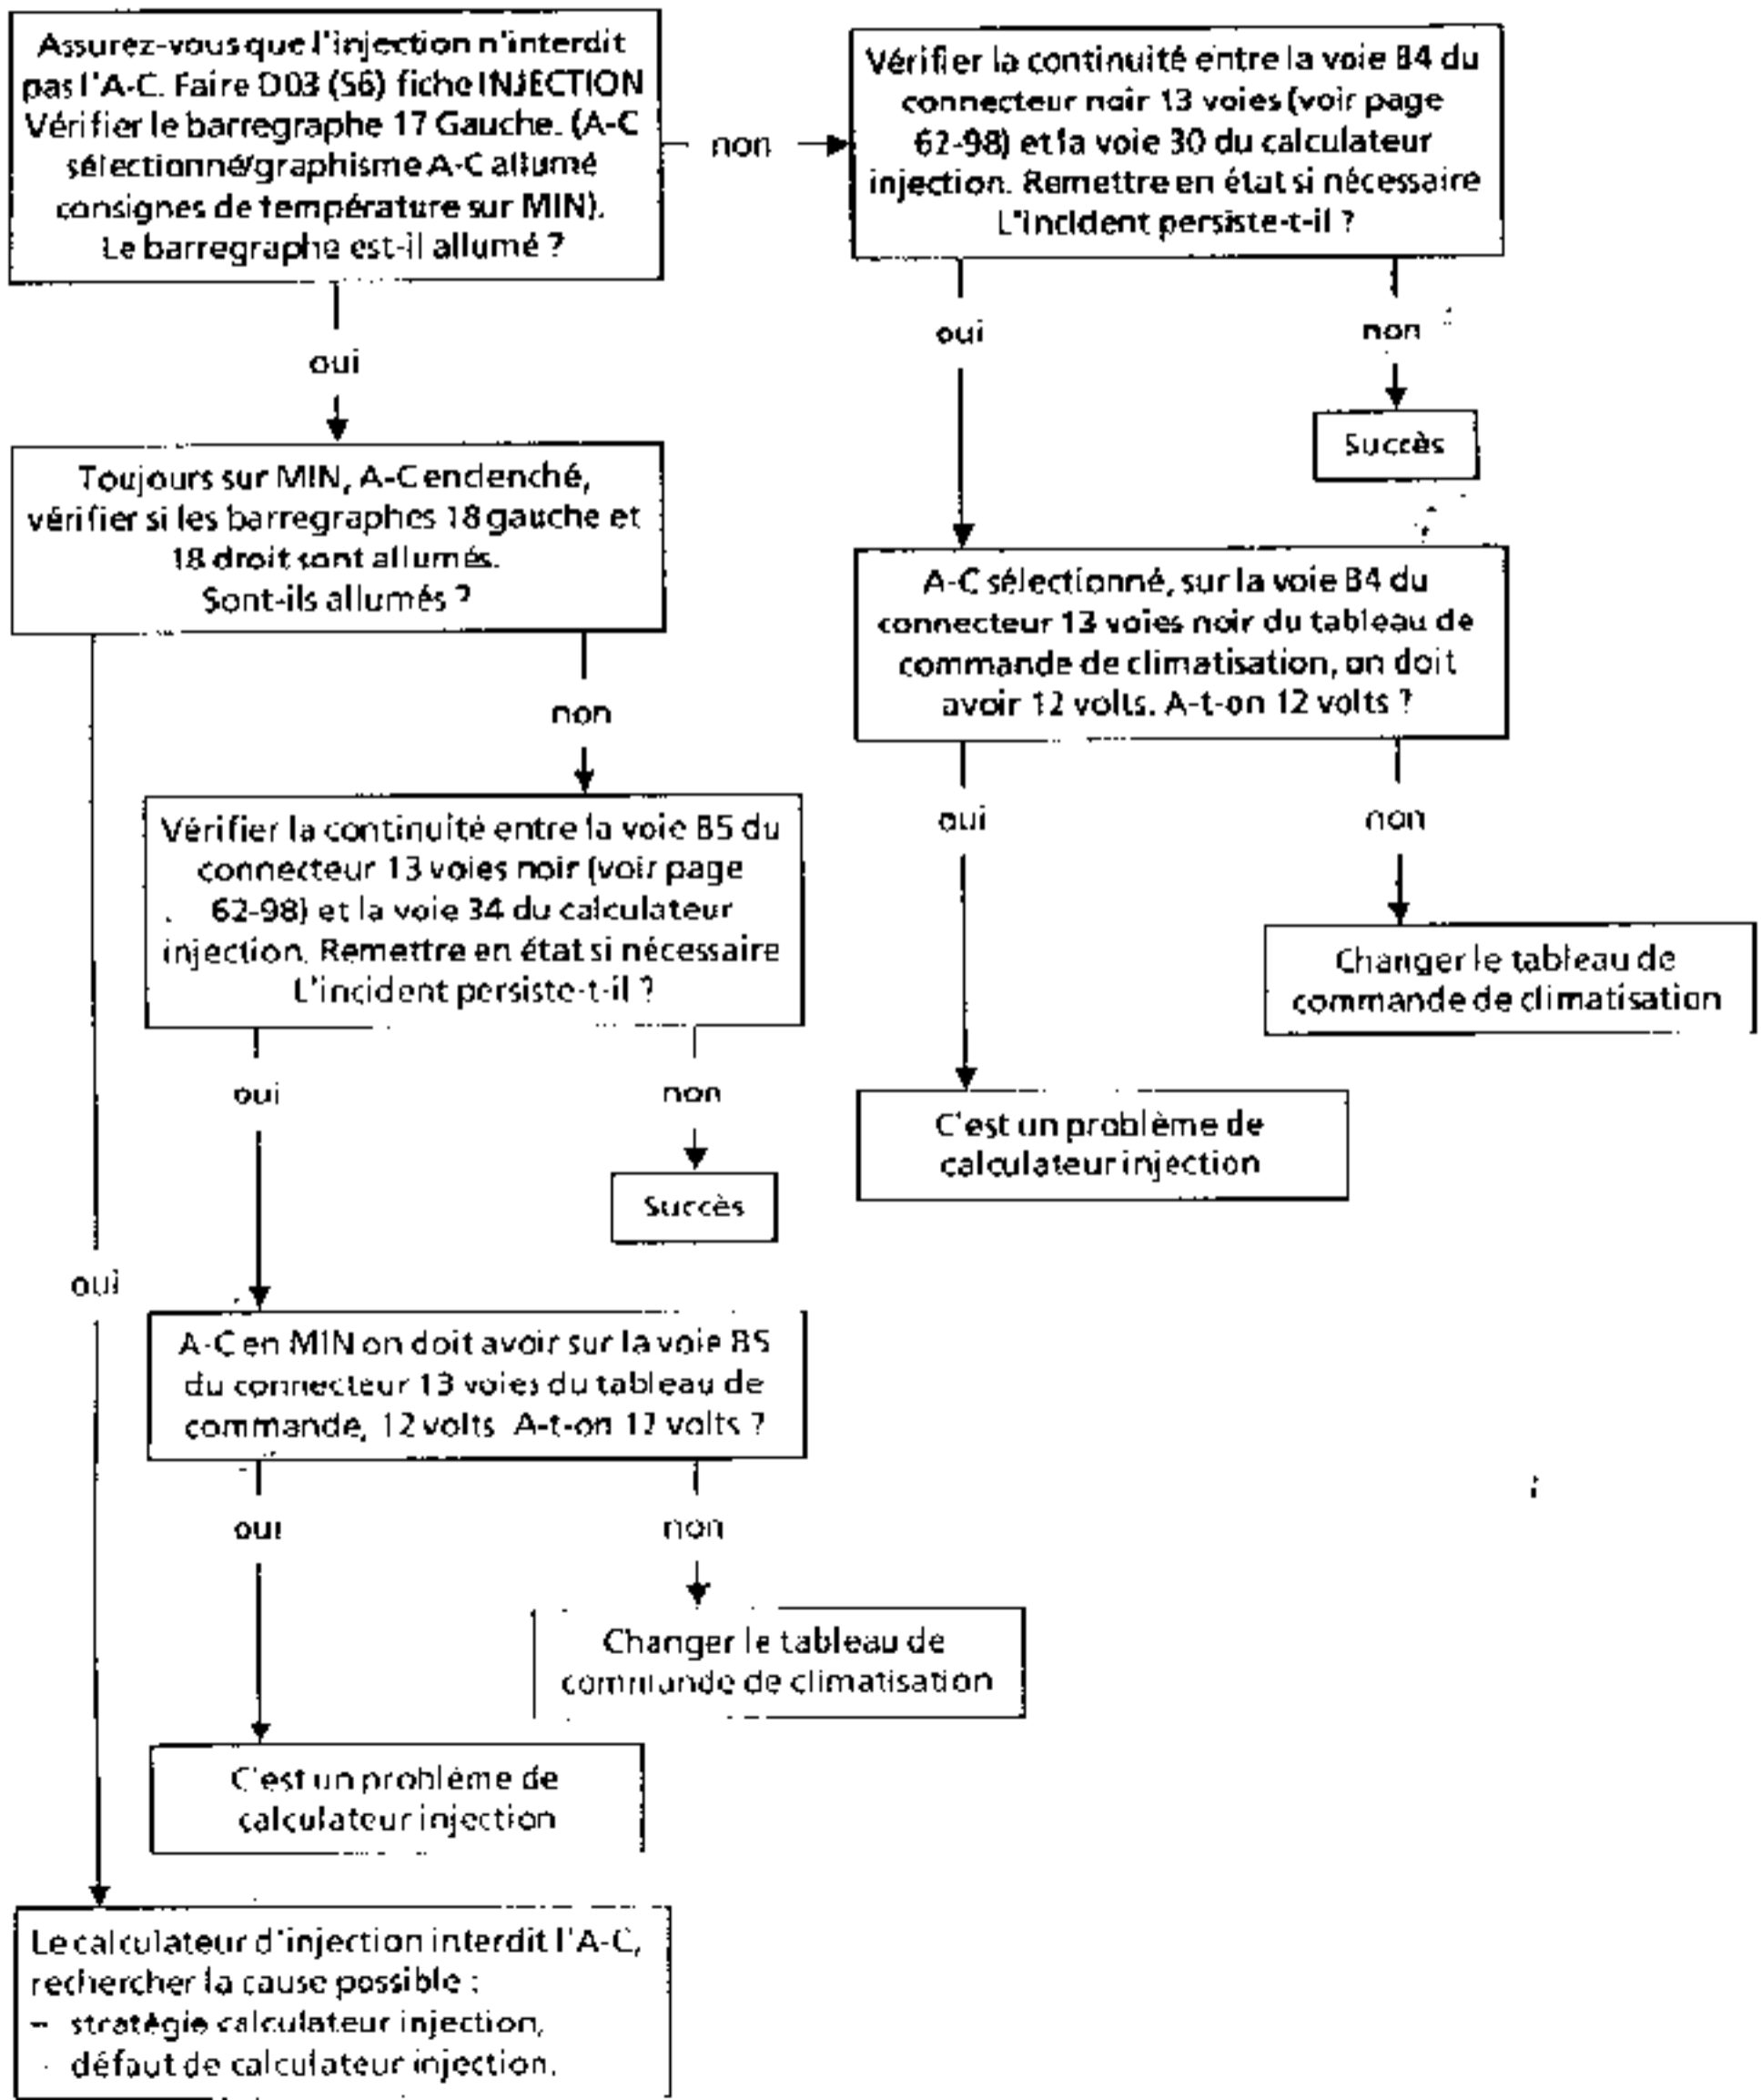 Assurez-vous que l'injection n'interdit
pas l'A-C. Faire D03 (S6) fiche INJECTION
Vérifier le barregraphe 17 Gauche. (A-C
sélectionné/graphisme A-C allumé
consignes de température sur MIN).
Le barregraphe est-il allumé ?
non
Vérifier la continuité entre la voie B4 du
connecteur noir 13 voies (voir page
62-98) et la voie 30 du calculateur
injection. Remettre en état si nécessaire
L'incident persiste-t-il ?
oui
oui
non
Succès
Toujours sur MIN, A-C enclenché,
vérifier si les barregraphes 18 gauche et
18 droit sont allumés.
Sont-ils allumés ?
A-C sélectionné, sur la voie B4 du
connecteur 13 voies noir du tableau de
commande de climatisation, on doit
avoir 12 volts. A-t-on 12 volts ?
non
oui
non
Vérifier la continuité entre la voie B5 du
connecteur 13 voies noir (voir page
62-98) et la voie 34 du calculateur
injection. Remettre en état si nécessaire
L'incident persiste-t-il ?
Changer le tableau de
commande de climatisation
oui
non
C'est un problème de
calculateur injection
Succès
oui
A-C en MIN on doit avoir sur la voie B5
du connecteur 13 voies du tableau de
commande, 12 volts A-t-on 12 volts ?
oui
non
Changer le tableau de
commande de climatisation
C'est un problème de
calculateur injection
Le calculateur d'injection interdit l'A-C,
rechercher la cause possible :
- stratégie calculateur injection,
- défaut de calculateur injection.